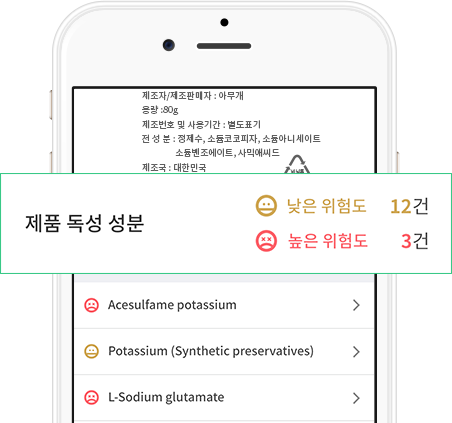 제조자/제조판매자 : 아무개
용량 :80g
제조번호 및 사용기간 : 별도표기
전 성 분 : 정제수, 소듐코코피자, 소듐아니세이트
소듐벤조에이트, 시믹애씨드
제조국 : 대한민국
제품 독성 성분
낮은 위험도 12건
높은 위험도 3건
Acesulfame potassium
Potassium (Synthetic preservatives)
L-Sodium glutamate